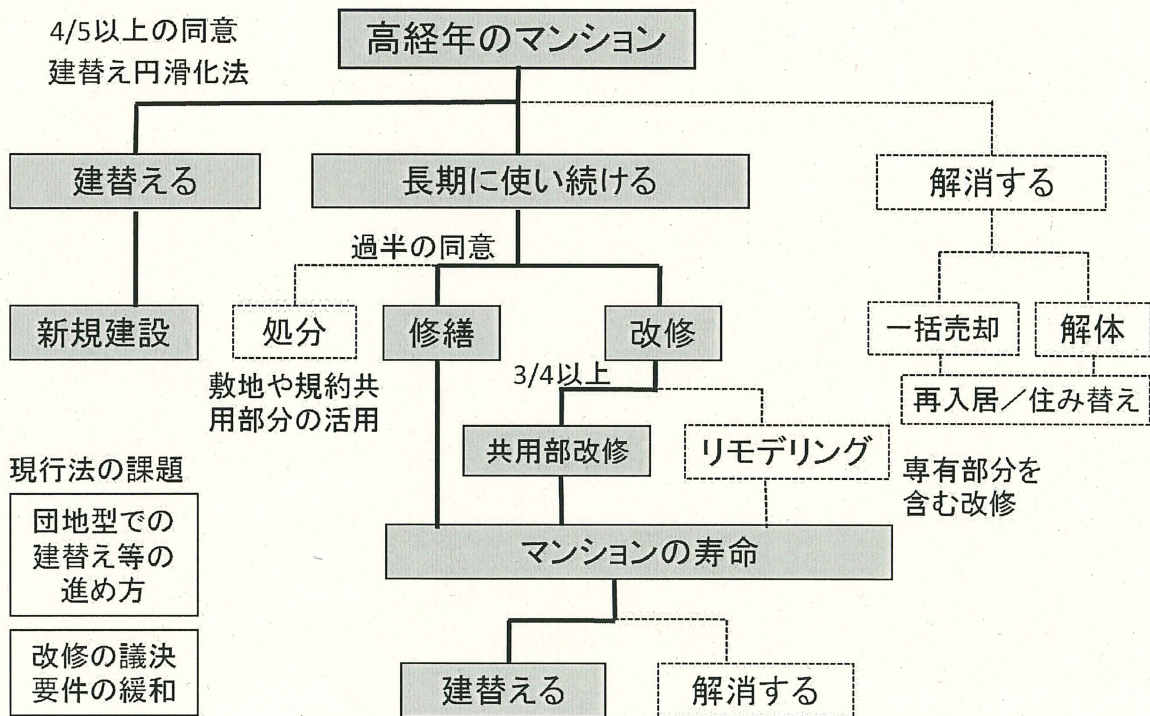 4/5以上の同意
建替え円滑化法
高経年のマンション
建替える
長期に使い続ける
解消する
過半の同意
新規建設
処分
修繕
改修
一括売却
解体
敷地や規約共
用部分の活用
3/4以上
再入居／住み替え
共用部改修
リモデリング
専有部分を
含む改修
現行法の課題
団地型での
建替え等の
進め方
マンションの寿命
改修の議決
要件の緩和
建替える
解消する